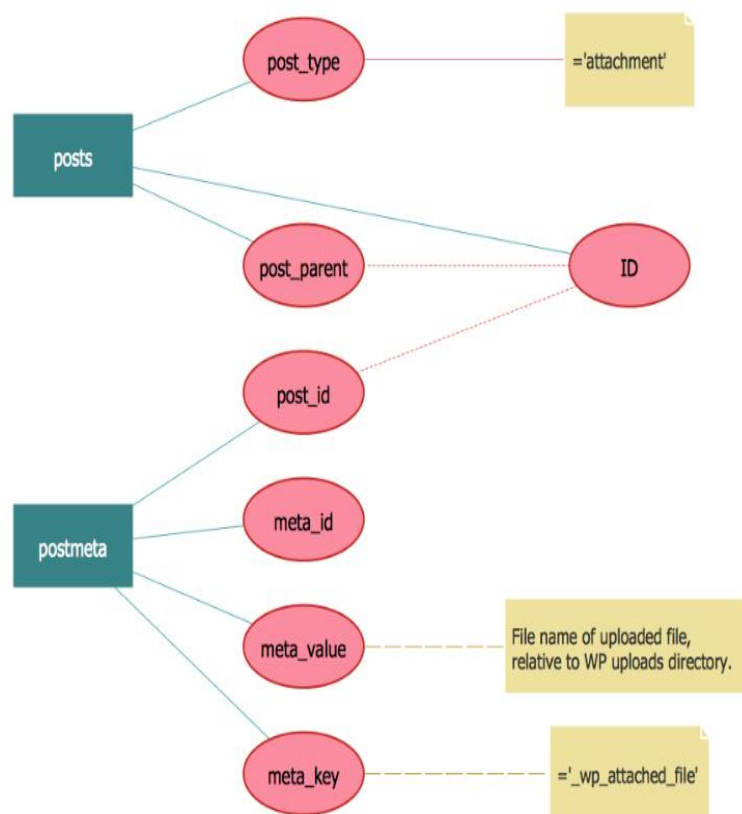 post_type
='attachment'
posts
post_parent
ID
post_id
meta_id
postmeta
meta_value
File name of uploaded file,
relative to WP uploads directory.
meta_key
='_wp_attached_file'